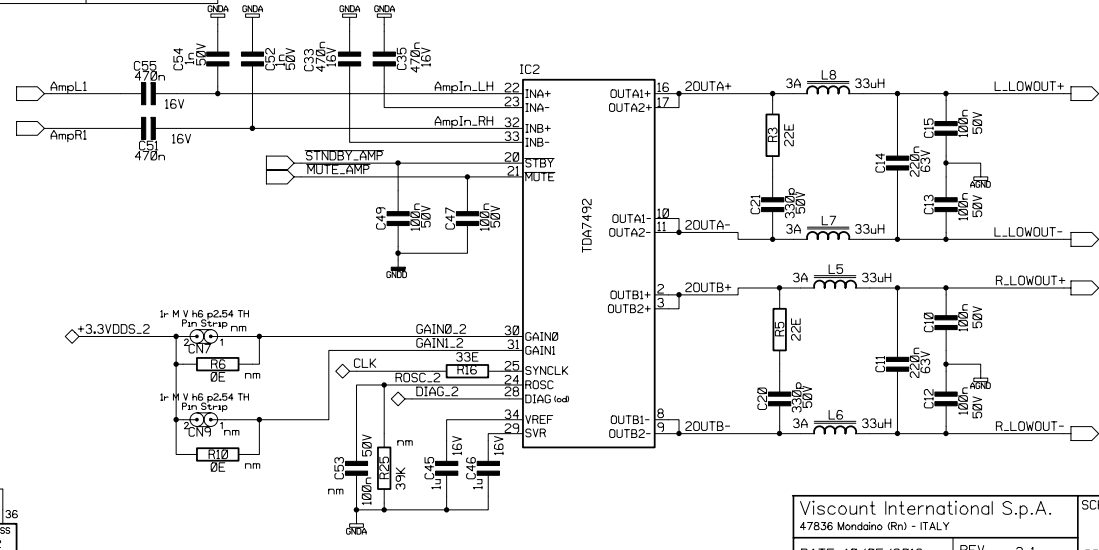 GNDA GNDA GNDA GNDA
C54 1n 50V
C52 1n 50V
C33 470n 16V
C35 470n 16V
C55
470n
16V
AmpL1
AmpR1
16V
C51
470n
IC2
AmpIn_LH 22 INA+
23 INA-
AmpIn_RH 32 INB+
33 INB-
STNDBY_AMP 20 STBY
MUTE_AMP 21 MUTE
C49 100n 50V
C47 100n 50V
GNDD
TDA7492
OUTA1+ 16 2OUTA+
OUTA2+ 17
3A L8 33uH
L_LOWOUT+
R3 22E
C21 330p 50V
C14 220n 63V
C15 100n 50V
AGND
C13 100n 50V
OUTA1- 10
OUTA2- 11 2OUTA-
3A L7 33uH
L_LOWOUT-
OUTB1+ 2 2OUTB+
OUTB2+ 3
3A L5 33uH
R_LOWOUT+
R5 22E
C20 330p 50V
C11 220n 63V
C10 100n 50V
AGND
C12 100n 50V
OUTB1- 8
OUTB2- 9 2OUTB-
3A L6 33uH
R_LOWOUT-
+3.3VDDS_2
1r M V h6 p2.54 TH
Pin Strip nm
2 1
CN7
R6
0E nm
1r M V h6 p2.54 TH
Pin Strip
2 1
CN9 nm
R10
0E nm
GAIN0_2 30 GAIN0
GAIN1_2 31 GAIN1
CLK 33E R16 25 SYNCLK
ROSC_2 24 ROSC
DIAG_2 28 DIAG (od)
34 VREF
29 SVR
C53 100n 50V nm
R25 39K nm
C45 1u 16V
C46 1u 16V
GNDA
36
SS
Viscount International S.p.A.
47836 Mondaino (Rn) - ITALY